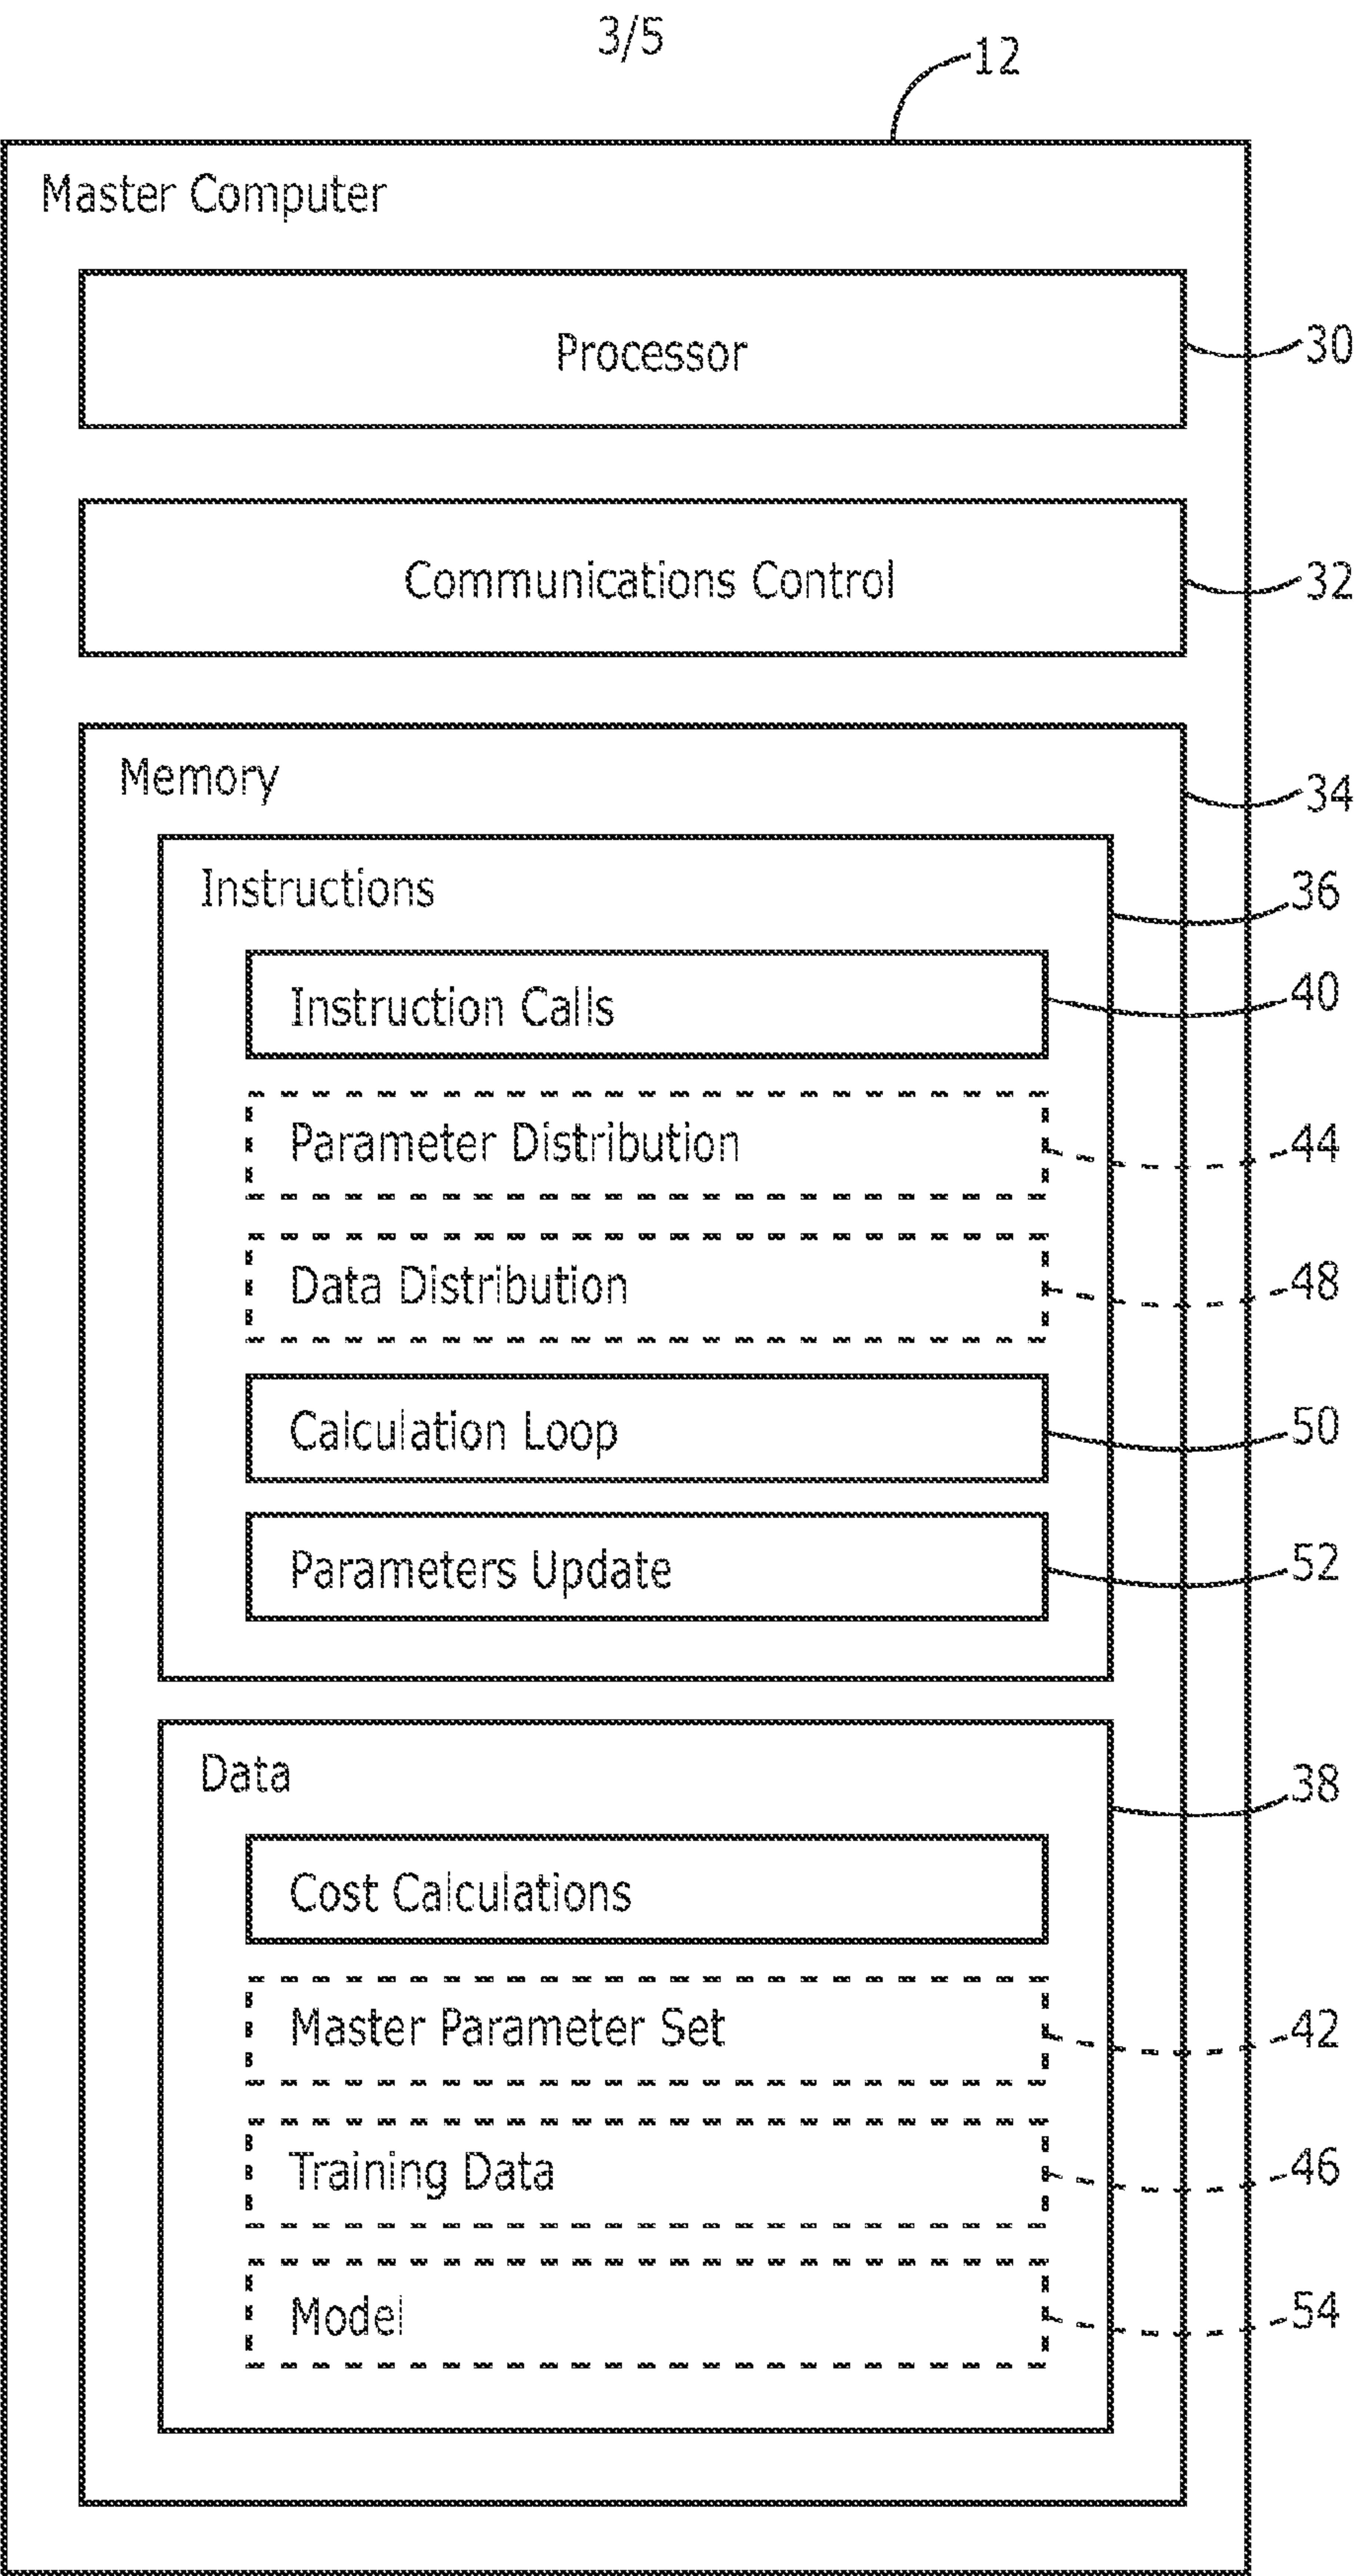 3/5
12
Master Computer
Processor
30
Communications Control
32
Memory
34
Instructions
36
Instruction Calls
40
Parameter Distribution
44
Data Distribution
48
Calculation Loop
50
Parameters Update
52
Data
38
Cost Calculations
Master Parameter Set
42
Training Data
46
Model
54